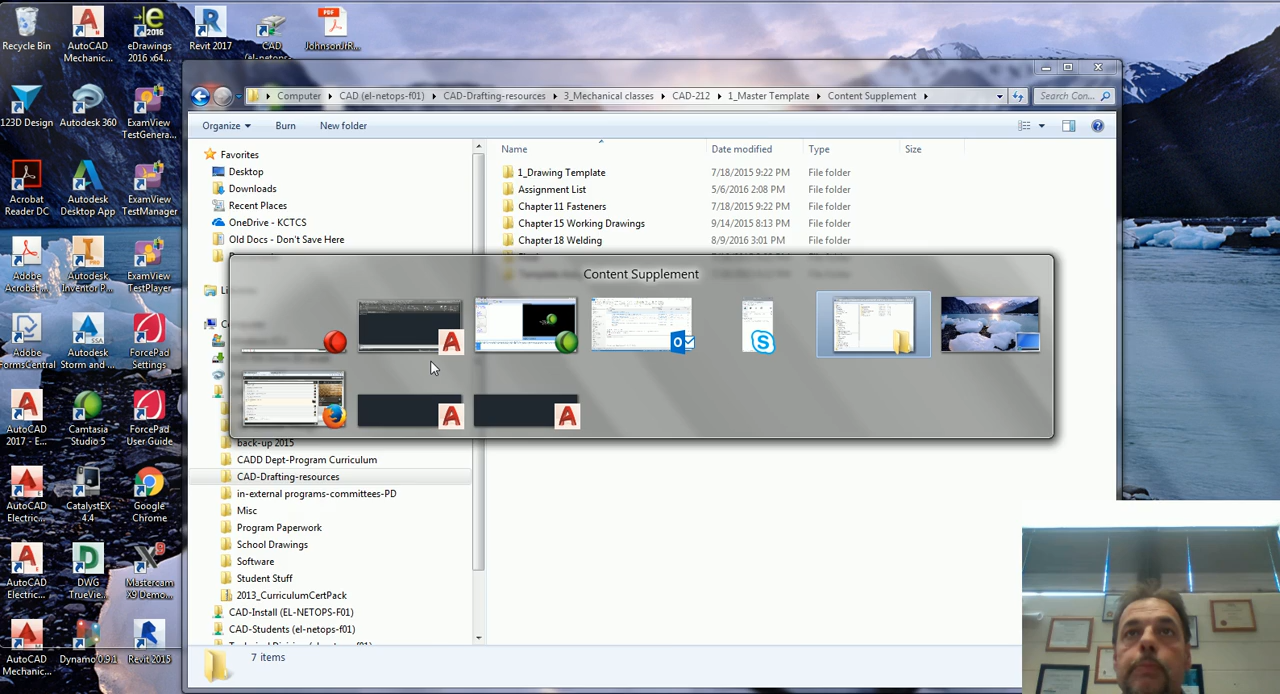 Recycle Bin
AutoCAD Mechanic...
eDrawings 2016 x64...
Revit 2017
CAD (el-netops-
JohnsonJrR...
123D Design
Autodesk 360
ExamView TestGenera...
Acrobat Reader DC
Autodesk Desktop App
ExamView TestManager
Adobe Acrobat ...
Autodesk Inventor P...
ExamView TestPlayer
Adobe FormsCentral
Autodesk Storm and ...
ForcePad Settings
AutoCAD 2017 - E...
Camtasia Studio 5
ForcePad User Guide
AutoCAD Electric...
CatalystEX 4.4
Google Chrome
AutoCAD Electric...
DWG TrueView
Mastercam X9 Demo...
AutoCAD Mechanic...
Dynamo 0.9.1
Revit 2015
Computer CAD (el-netops-f01) CAD-Drafting-resources 3_Mechanical classes CAD-212 1_Master Template Content Supplement
Search Con...
Organize Burn New folder
Favorites
Desktop
Downloads
Recent Places
OneDrive - KCTCS
Old Docs - Don't Save Here
back-up 2015
CADD Dept-Program Curriculum
CAD-Drafting-resources
in-external programs-committees-PD
Misc
Program Paperwork
School Drawings
Software
Student Stuff
2013_CurriculumCertPack
CAD-Install (EL-NETOPS-F01)
CAD-Students (el-netops-f01)
Name Date modified Type Size
1_Drawing Template 7/18/2015 9:22 PM File folder
Assignment List 5/6/2016 2:08 PM File folder
Chapter 11 Fasteners 7/18/2015 9:22 PM File folder
Chapter 15 Working Drawings 9/14/2015 8:13 PM File folder
Chapter 18 Welding 8/9/2016 3:01 PM File folder
Content Supplement
7 items